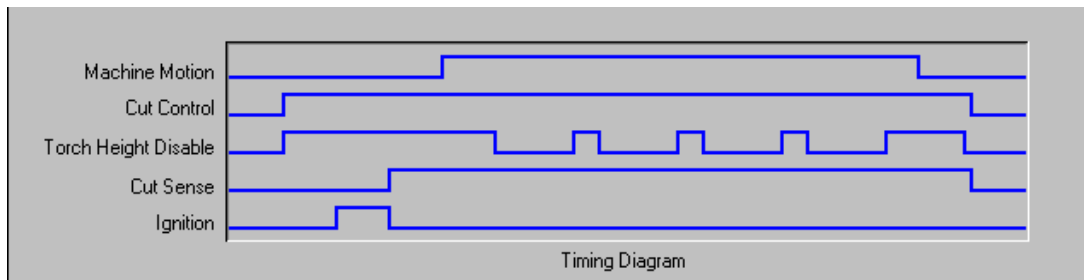 Machine Motion
Cut Control
Torch Height Disable
Cut Sense
Ignition
Timing Diagram